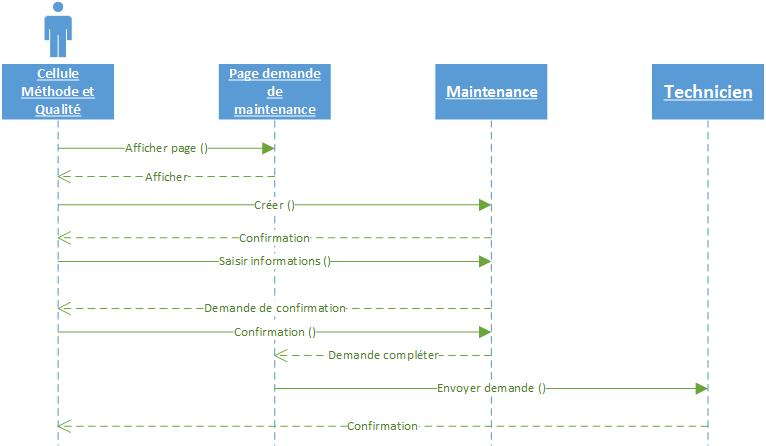 Cellule
Méthode et
Qualité
Page demande
de
maintenance
Maintenance
Technicien
Afficher page ()
Afficher
Créer ()
Confirmation
Saisir informations ()
Demande de confirmation
Confirmation ()
Demande compléter
Envoyer demande ()
Confirmation